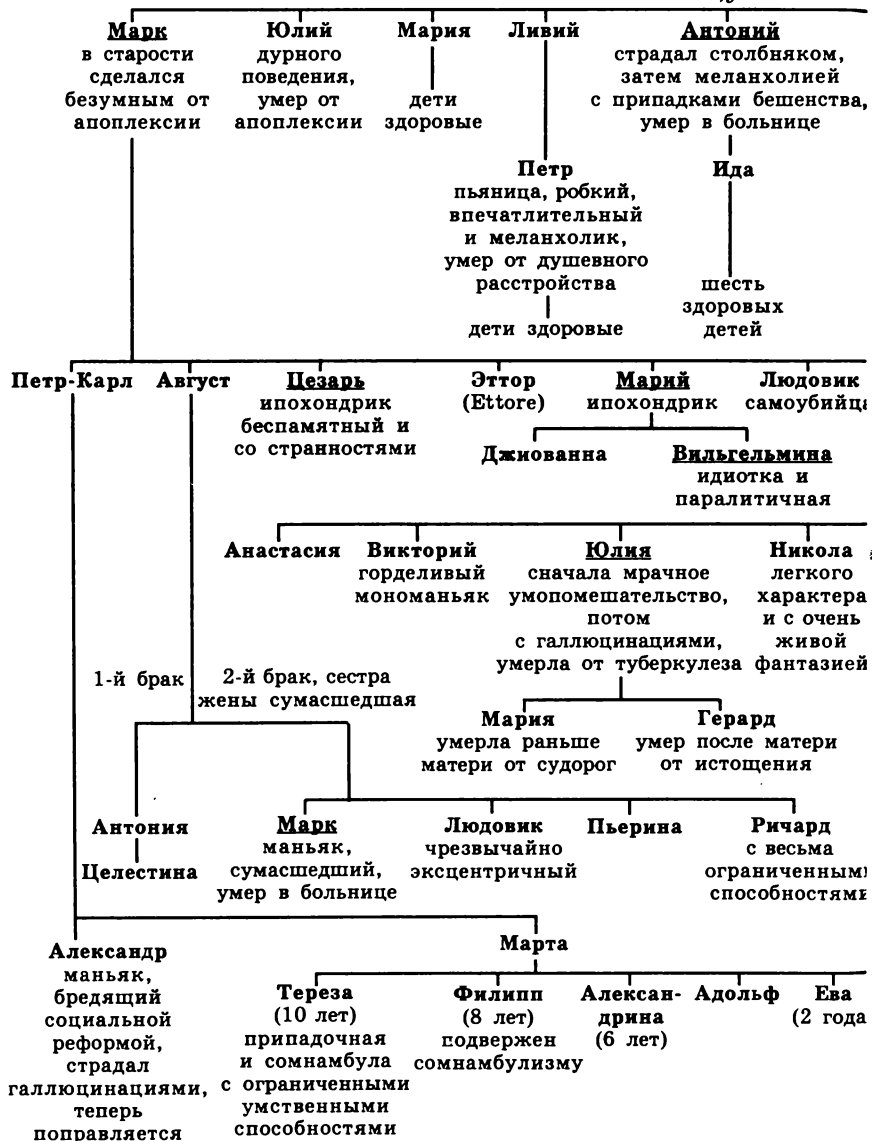 Марк
в старости
сделался
безумным от
апоплексии
Юлий
дурного
поведения,
умер от
апоплексии
Мария
дети
здоровые
Ливий
Антоний
страдал столбняком,
затем меланхолией
с припадками бешенства,
умер в больнице
Петр
пьяница, робкий,
впечатлительный
и меланхолик,
умер от душевного
расстройства
дети здоровые
Ида
шесть
здоровых
детей
Петр-Карл
Август
Цезарь
ипохондрик
беспамятный и
со странностями
Эттор
(Ettore)
Марий
ипохондрик
Людовик
самоубийца
Джиованна
Вильгельмина
идиотка и
паралитичная
Анастасия
Викторий
горделивый
мономаньяк
Юлия
сначала мрачное
умопомешательство,
потом
с галлюцинациями,
умерла от туберкулеза
Никола
легкого
характера
и с очень
живой
фантазией
1-й брак
2-й брак, сестра
жены сумасшедшая
Мария
умерла раньше
матери от судорог
Герард
умер после матери
от истощения
Антония
Целестина
Марк
маньяк,
сумасшедший,
умер в больнице
Людовик
чрезвычайно
эксцентричный
Пьерина
Ричард
с весьма
ограниченными
способностями
Александр
маньяк,
бредящий
социальной
реформой,
страдал
галлюцинациями,
теперь
поправляется
Марта
Тереза
(10 лет)
припадочная
и сомнамбула
с ограниченными
умственными
способностями
Филипп
(8 лет)
подвержен
сомнамбулизму
Алексан-
дрина
(6 лет)
Адольф
Ева
(2 года